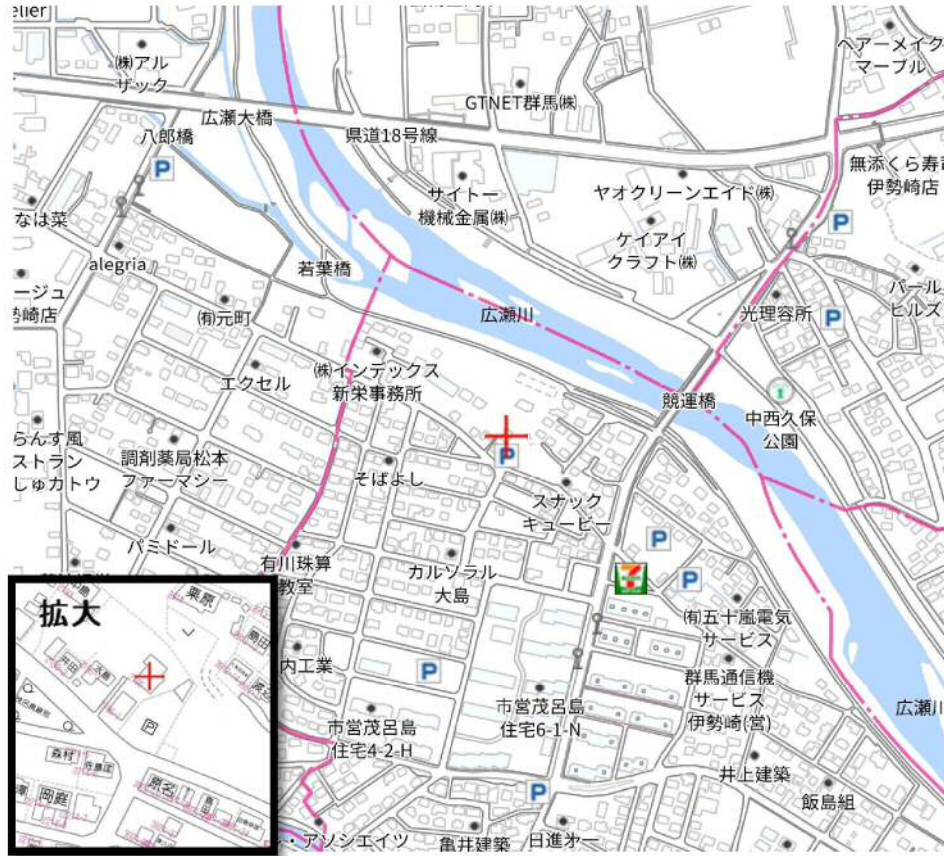 elier
㈱アル
ザック
ヘアーメイク
マーブル
GTNET群馬㈱
広瀬大橋
県道18号線
八郎橋
P
無添くら寿司
伊勢崎店
サイトー
機械金属㈱
ヤオクリーンエイド㈱
なは菜
P
ケイアイ
クラフト㈱
alegria
若葉橋
ージュ
勢崎店
パール
ヒルズ
㈲元町
広瀬川
光理容所
P
㈱インデックス
新栄事務所
エクセル
競運橋
中西久保
公園
らんす風
ストラン
しゅカトウ
調剤薬局松本
ファーマシー
P
そばよし
スナック
キュービー
パミドール
P
有川珠算
教室
カルソラル
大島
7
P
㈲五十嵐電気
サービス
内工業
P
群馬通信機
サービス
伊勢崎(営)
市営茂呂島
住宅4-2-H
市営茂呂島
住宅6-1-N
広瀬川
井上建築
P
飯島組
・アソシエイツ
亀井建築
拡大
栗原
島田
井田
大島
P
森村
岡庭
原名